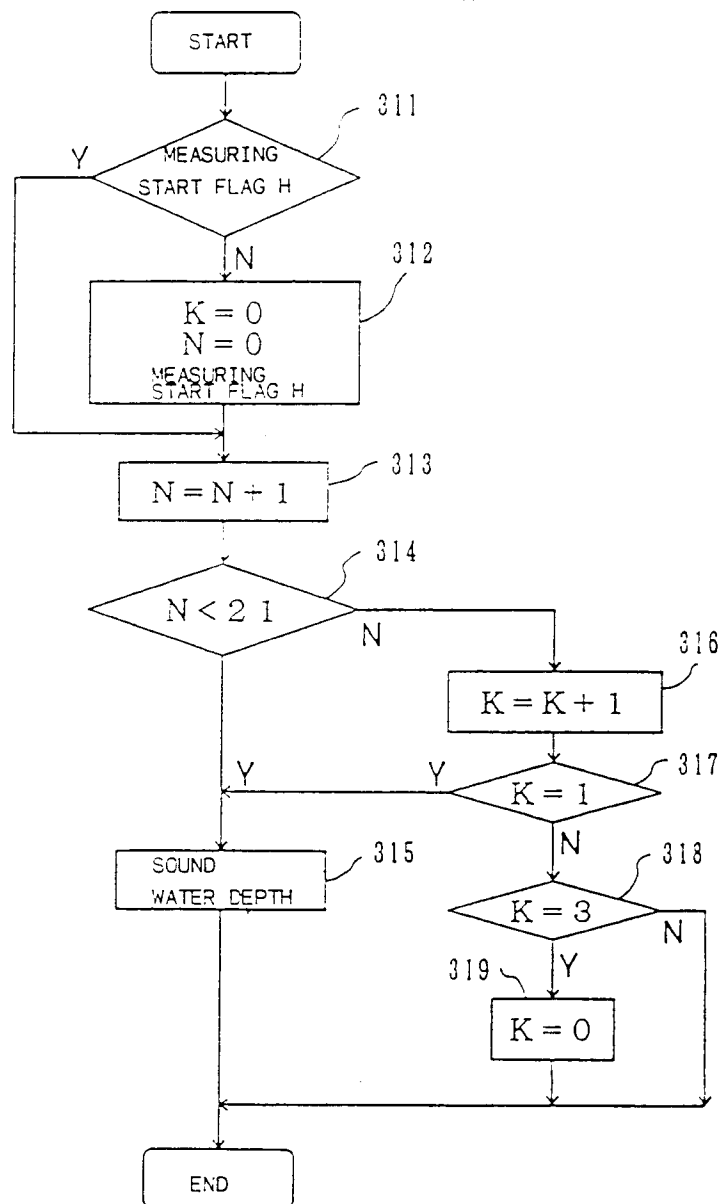 START
311
MEASURING
START FLAG H
Y
N
312
K = 0
N = 0
MEASURING
START FLAG H
313
N = N + 1
314
N < 2 1
N
316
K = K + 1
317
K = 1
Y
Y
N
315
SOUND
WATER DEPTH
318
K = 3
N
Y
319
K = 0
END